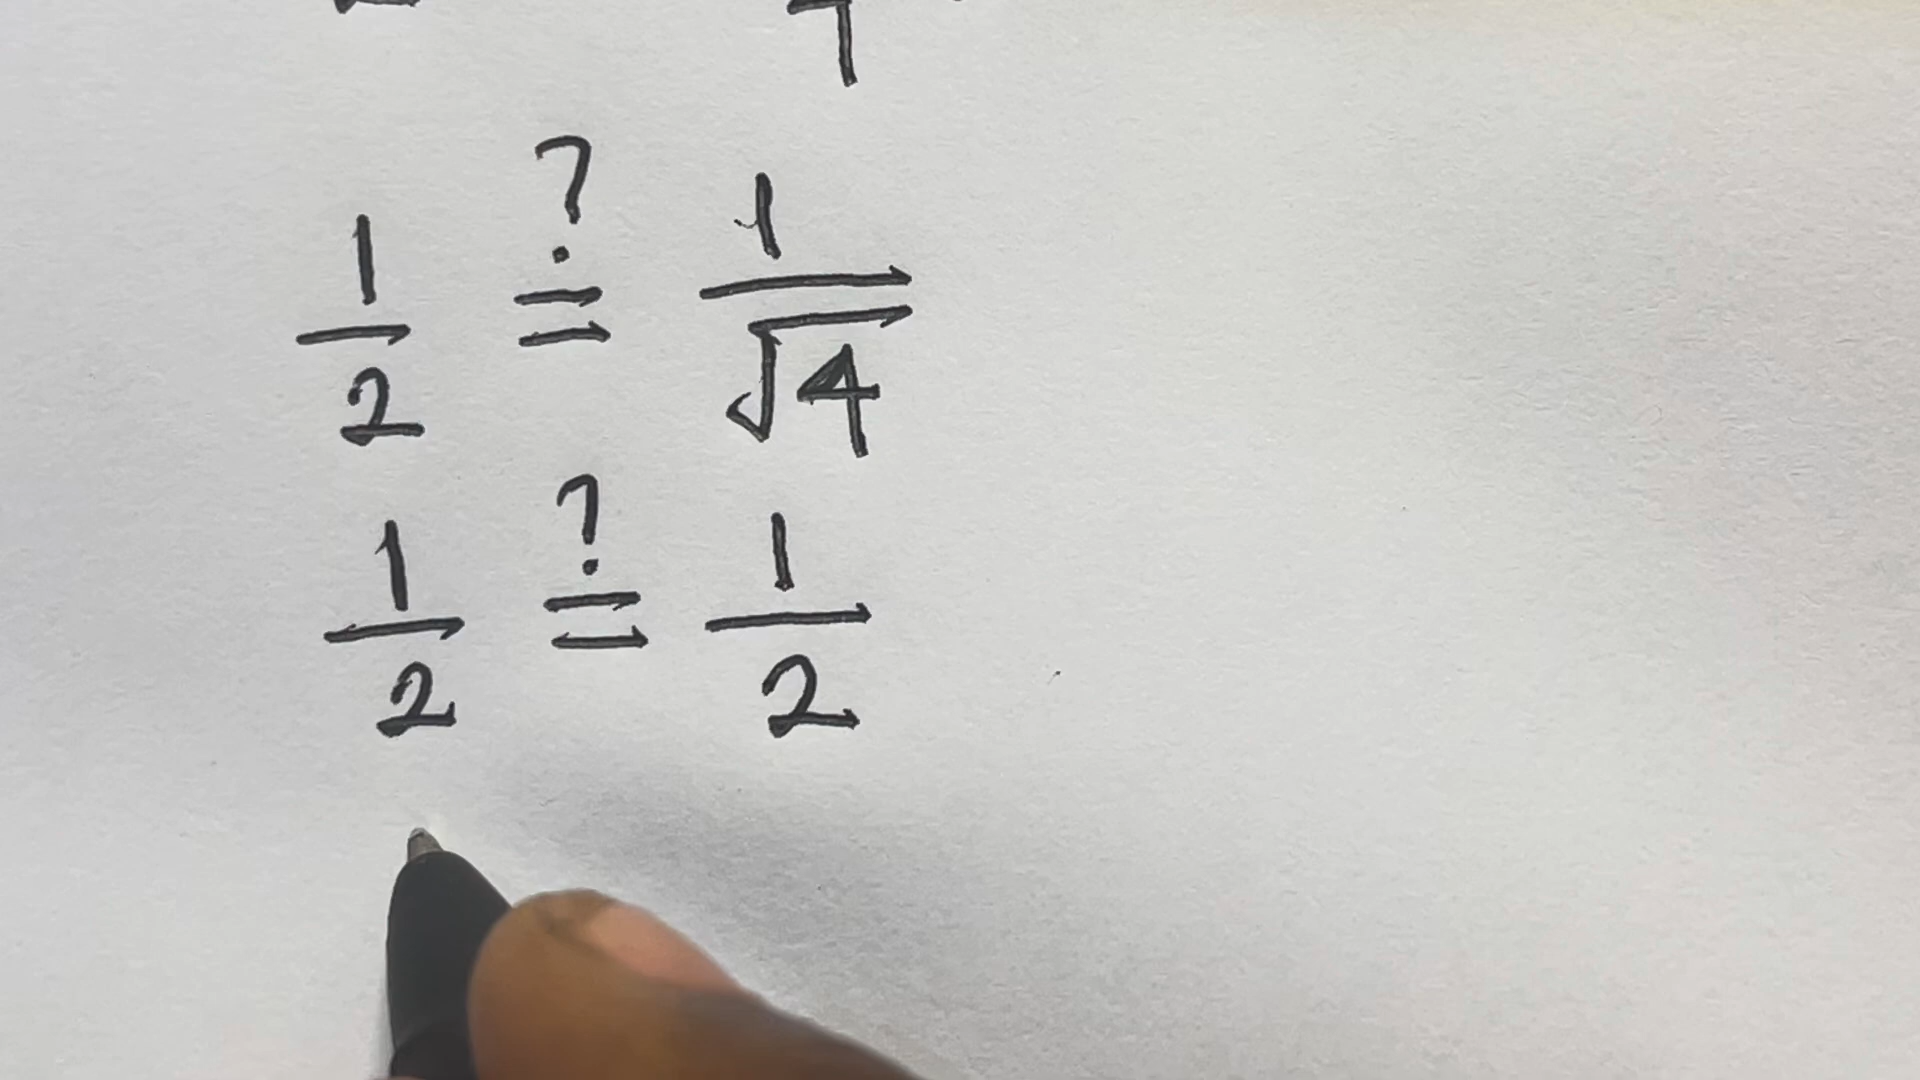 1/2 ≟ 1/√4
1/2 ≟ 1/2